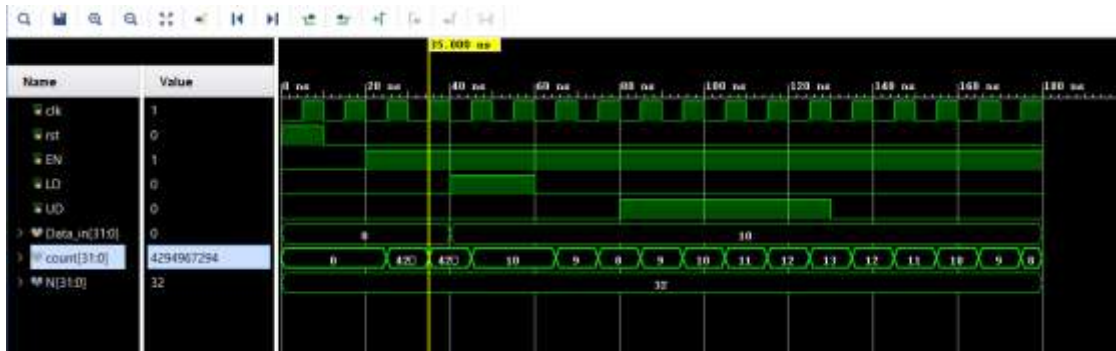 35.000 ns
Name Value
0 ns 20 ns 40 ns 60 ns 80 ns 100 ns 120 ns 140 ns 160 ns 180 ns
clk 1
rst 0
EN 1
LD 0
UD 0
Data_in[31:0] 0 0 10
count[31:0] 4294967294 0 10 9 8 9 10 11 12 13 12 11 10 9 8
N[31:0] 32 32